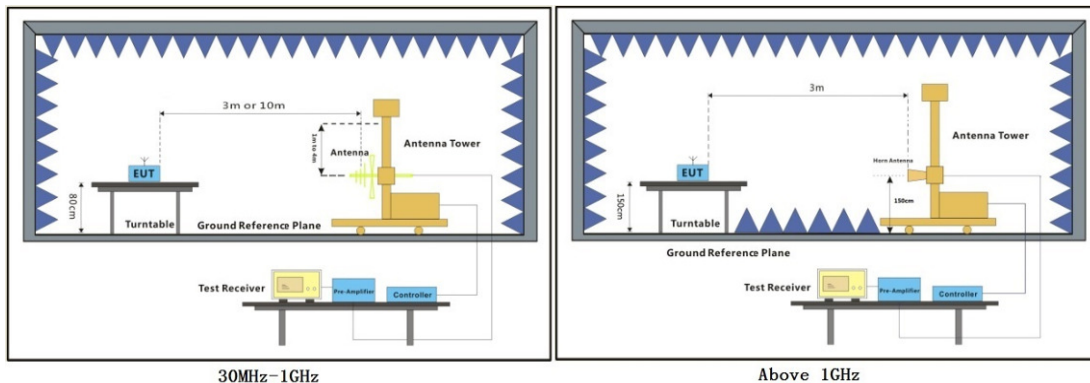 3m or 10m
1m to 4m
Antenna
Antenna Tower
EUT
80cm
Turntable
Ground Reference Plane
Test Receiver
Pre-Amplifier
Controller
30MHz-1GHz
3m
Antenna Tower
Horn Antenna
EUT
150cm
150cm
Turntable
Ground Reference Plane
Test Receiver
Pre-Amplifier
Controller
Above 1GHz